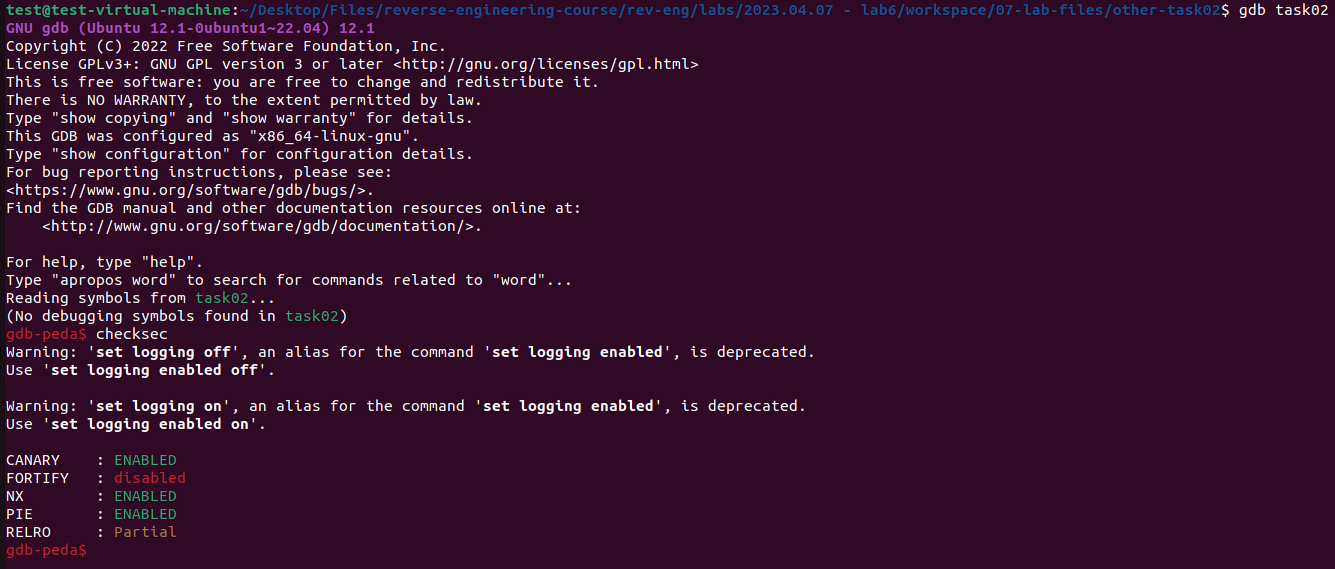 test@test-virtual-machine:~/Desktop/Files/reverse-engineering-course/rev-eng/labs/2023.04.07 - lab6/workspace/07-lab-files/other-task02$ gdb task02
GNU gdb (Ubuntu 12.1-0ubuntu1~22.04) 12.1
Copyright (C) 2022 Free Software Foundation, Inc.
License GPLv3+: GNU GPL version 3 or later <http://gnu.org/licenses/gpl.html>
This is free software: you are free to change and redistribute it.
There is NO WARRANTY, to the extent permitted by law.
Type "show copying" and "show warranty" for details.
This GDB was configured as "x86_64-linux-gnu".
Type "show configuration" for configuration details.
For bug reporting instructions, please see:
<https://www.gnu.org/software/gdb/bugs/>.
Find the GDB manual and other documentation resources online at:
    <http://www.gnu.org/software/gdb/documentation/>.

For help, type "help".
Type "apropos word" to search for commands related to "word"...
Reading symbols from task02...
(No debugging symbols found in task02)
gdb-peda$ checksec
Warning: 'set logging off', an alias for the command 'set logging enabled', is deprecated.
Use 'set logging enabled off'.

Warning: 'set logging on', an alias for the command 'set logging enabled', is deprecated.
Use 'set logging enabled on'.

CANARY    : ENABLED
FORTIFY   : disabled
NX        : ENABLED
PIE       : ENABLED
RELRO     : Partial
gdb-peda$